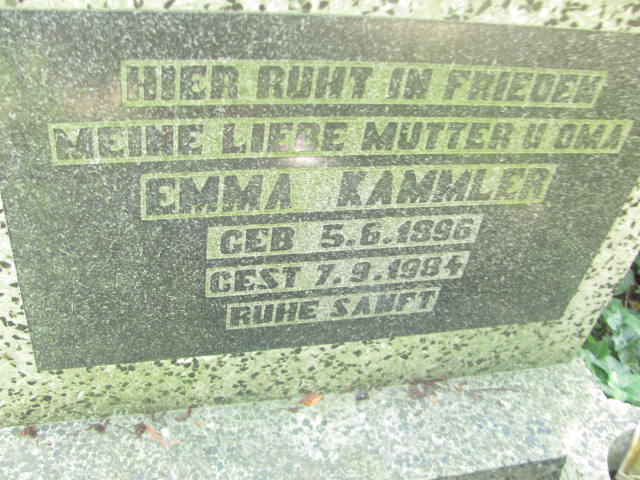 HIER RUHT IN FRIEDEN
MEINE LIEBE MUTTER U OMA
EMMA KAMMLER
GEB 5.6.1896
GEST 7.9.1984
RUHE SANFT